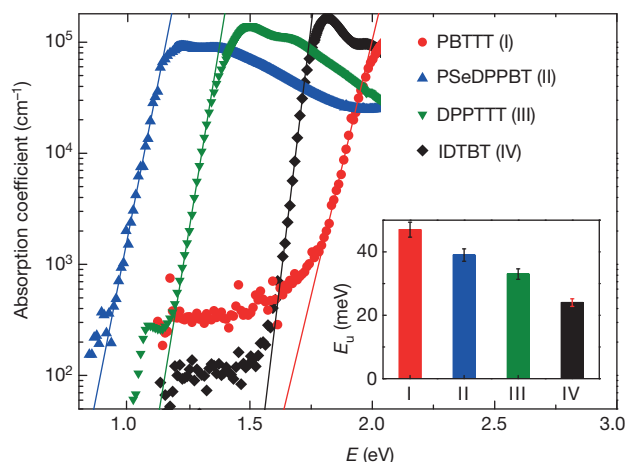 Absorption coefficient (cm⁻¹)
10⁵
10⁴
10³
10²
PBTTT (I)
PSeDPPBT (II)
DPPTTT (III)
IDTBT (IV)
Eᵤ (meV)
40
20
0
I II III IV
1.0 1.5 2.0 2.5 3.0
E (eV)